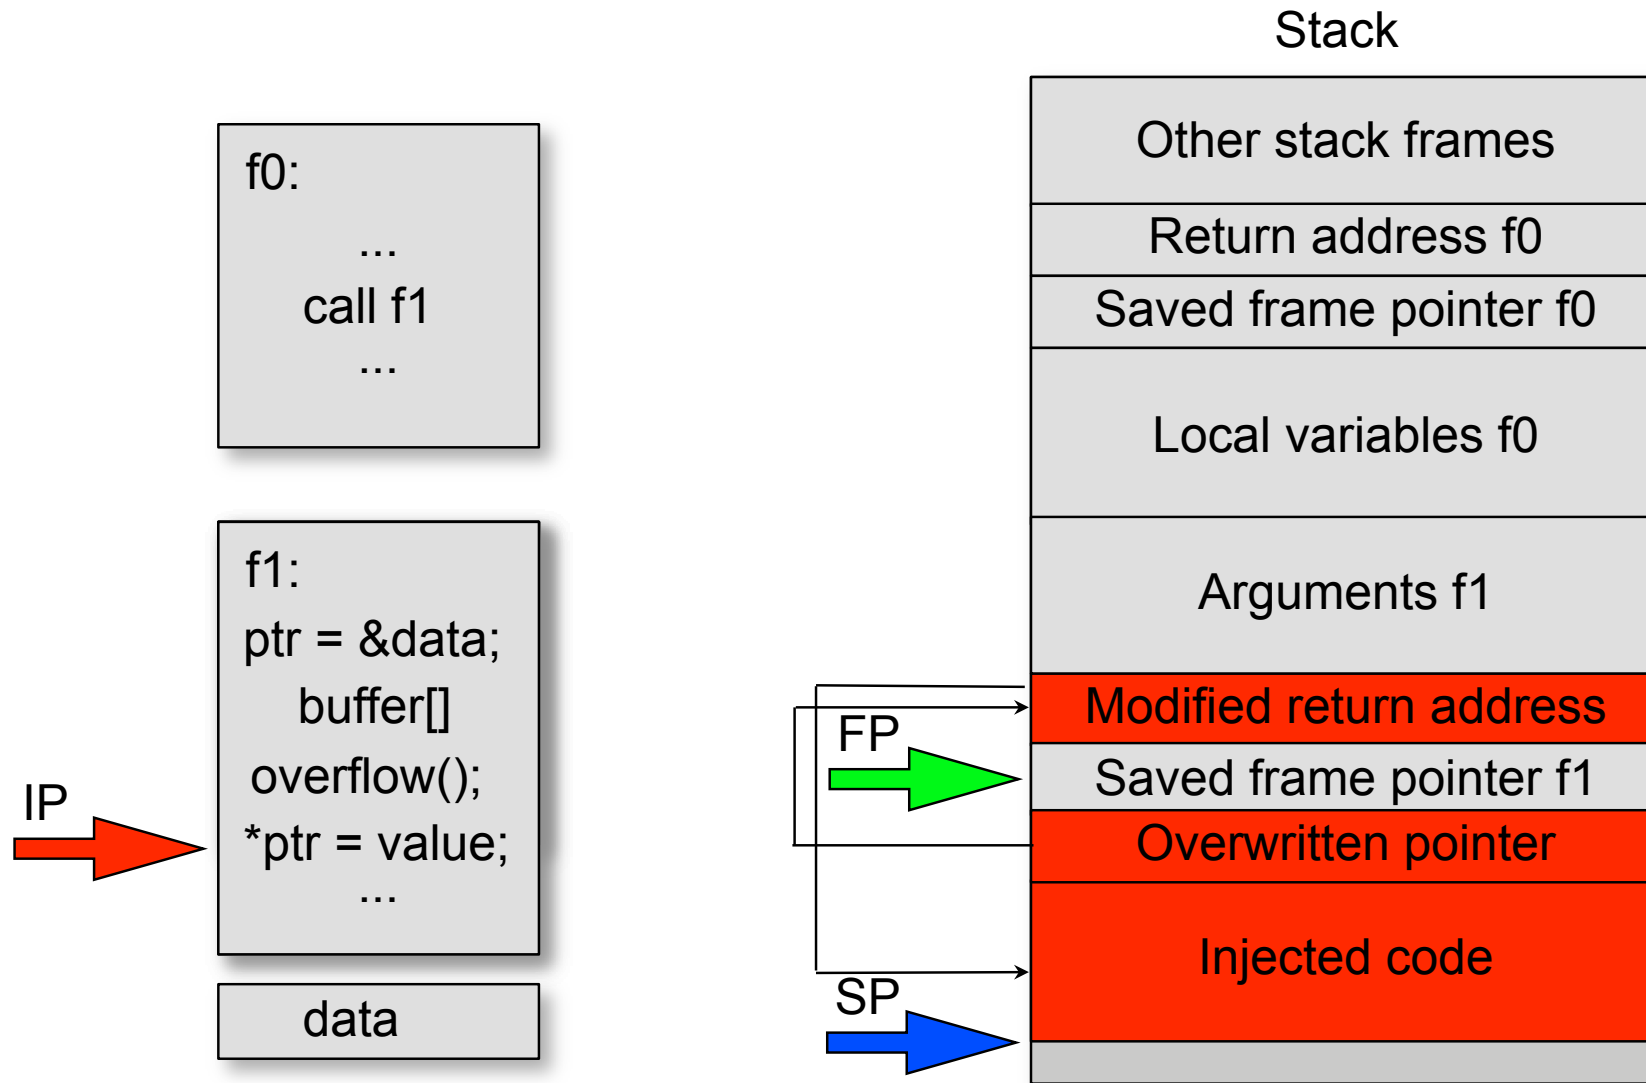 Stack
f0:
...
call f1
...
f1:
ptr = &data;
buffer[]
overflow();
*ptr = value;
...
data
IP
FP
SP
Other stack frames
Return address f0
Saved frame pointer f0
Local variables f0
Arguments f1
Modified return address
Saved frame pointer f1
Overwritten pointer
Injected code